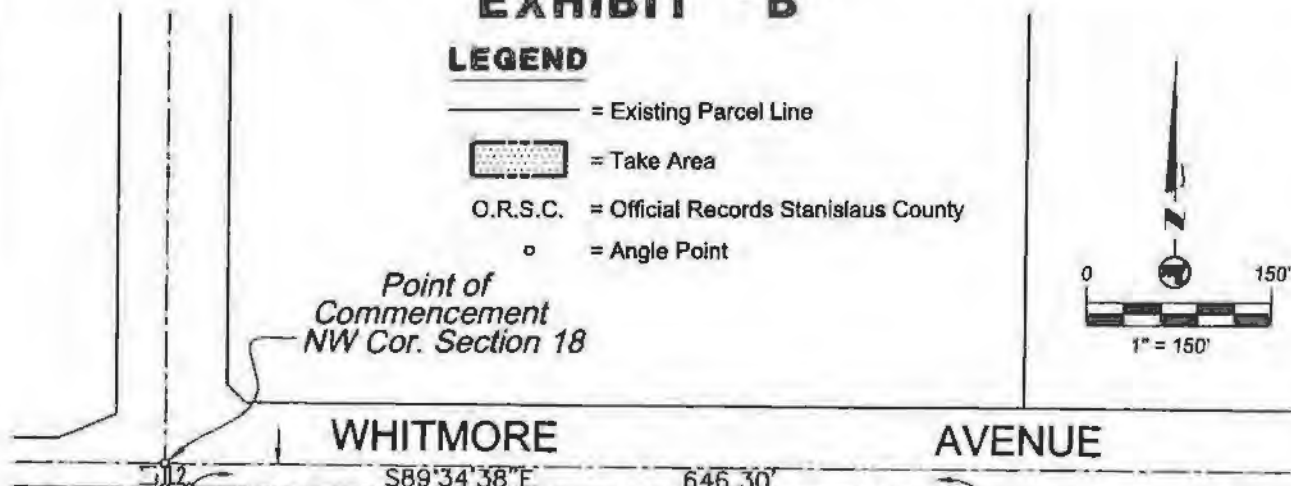 EXHIBIT "B"
LEGEND
= Existing Parcel Line
= Take Area
O.R.S.C. = Official Records Stanislaus County
= Angle Point
Point of
Commencement
NW Cor. Section 18
N
0 150'
1" = 150'
WHITMORE AVENUE
S89°34'38"E 646.30'